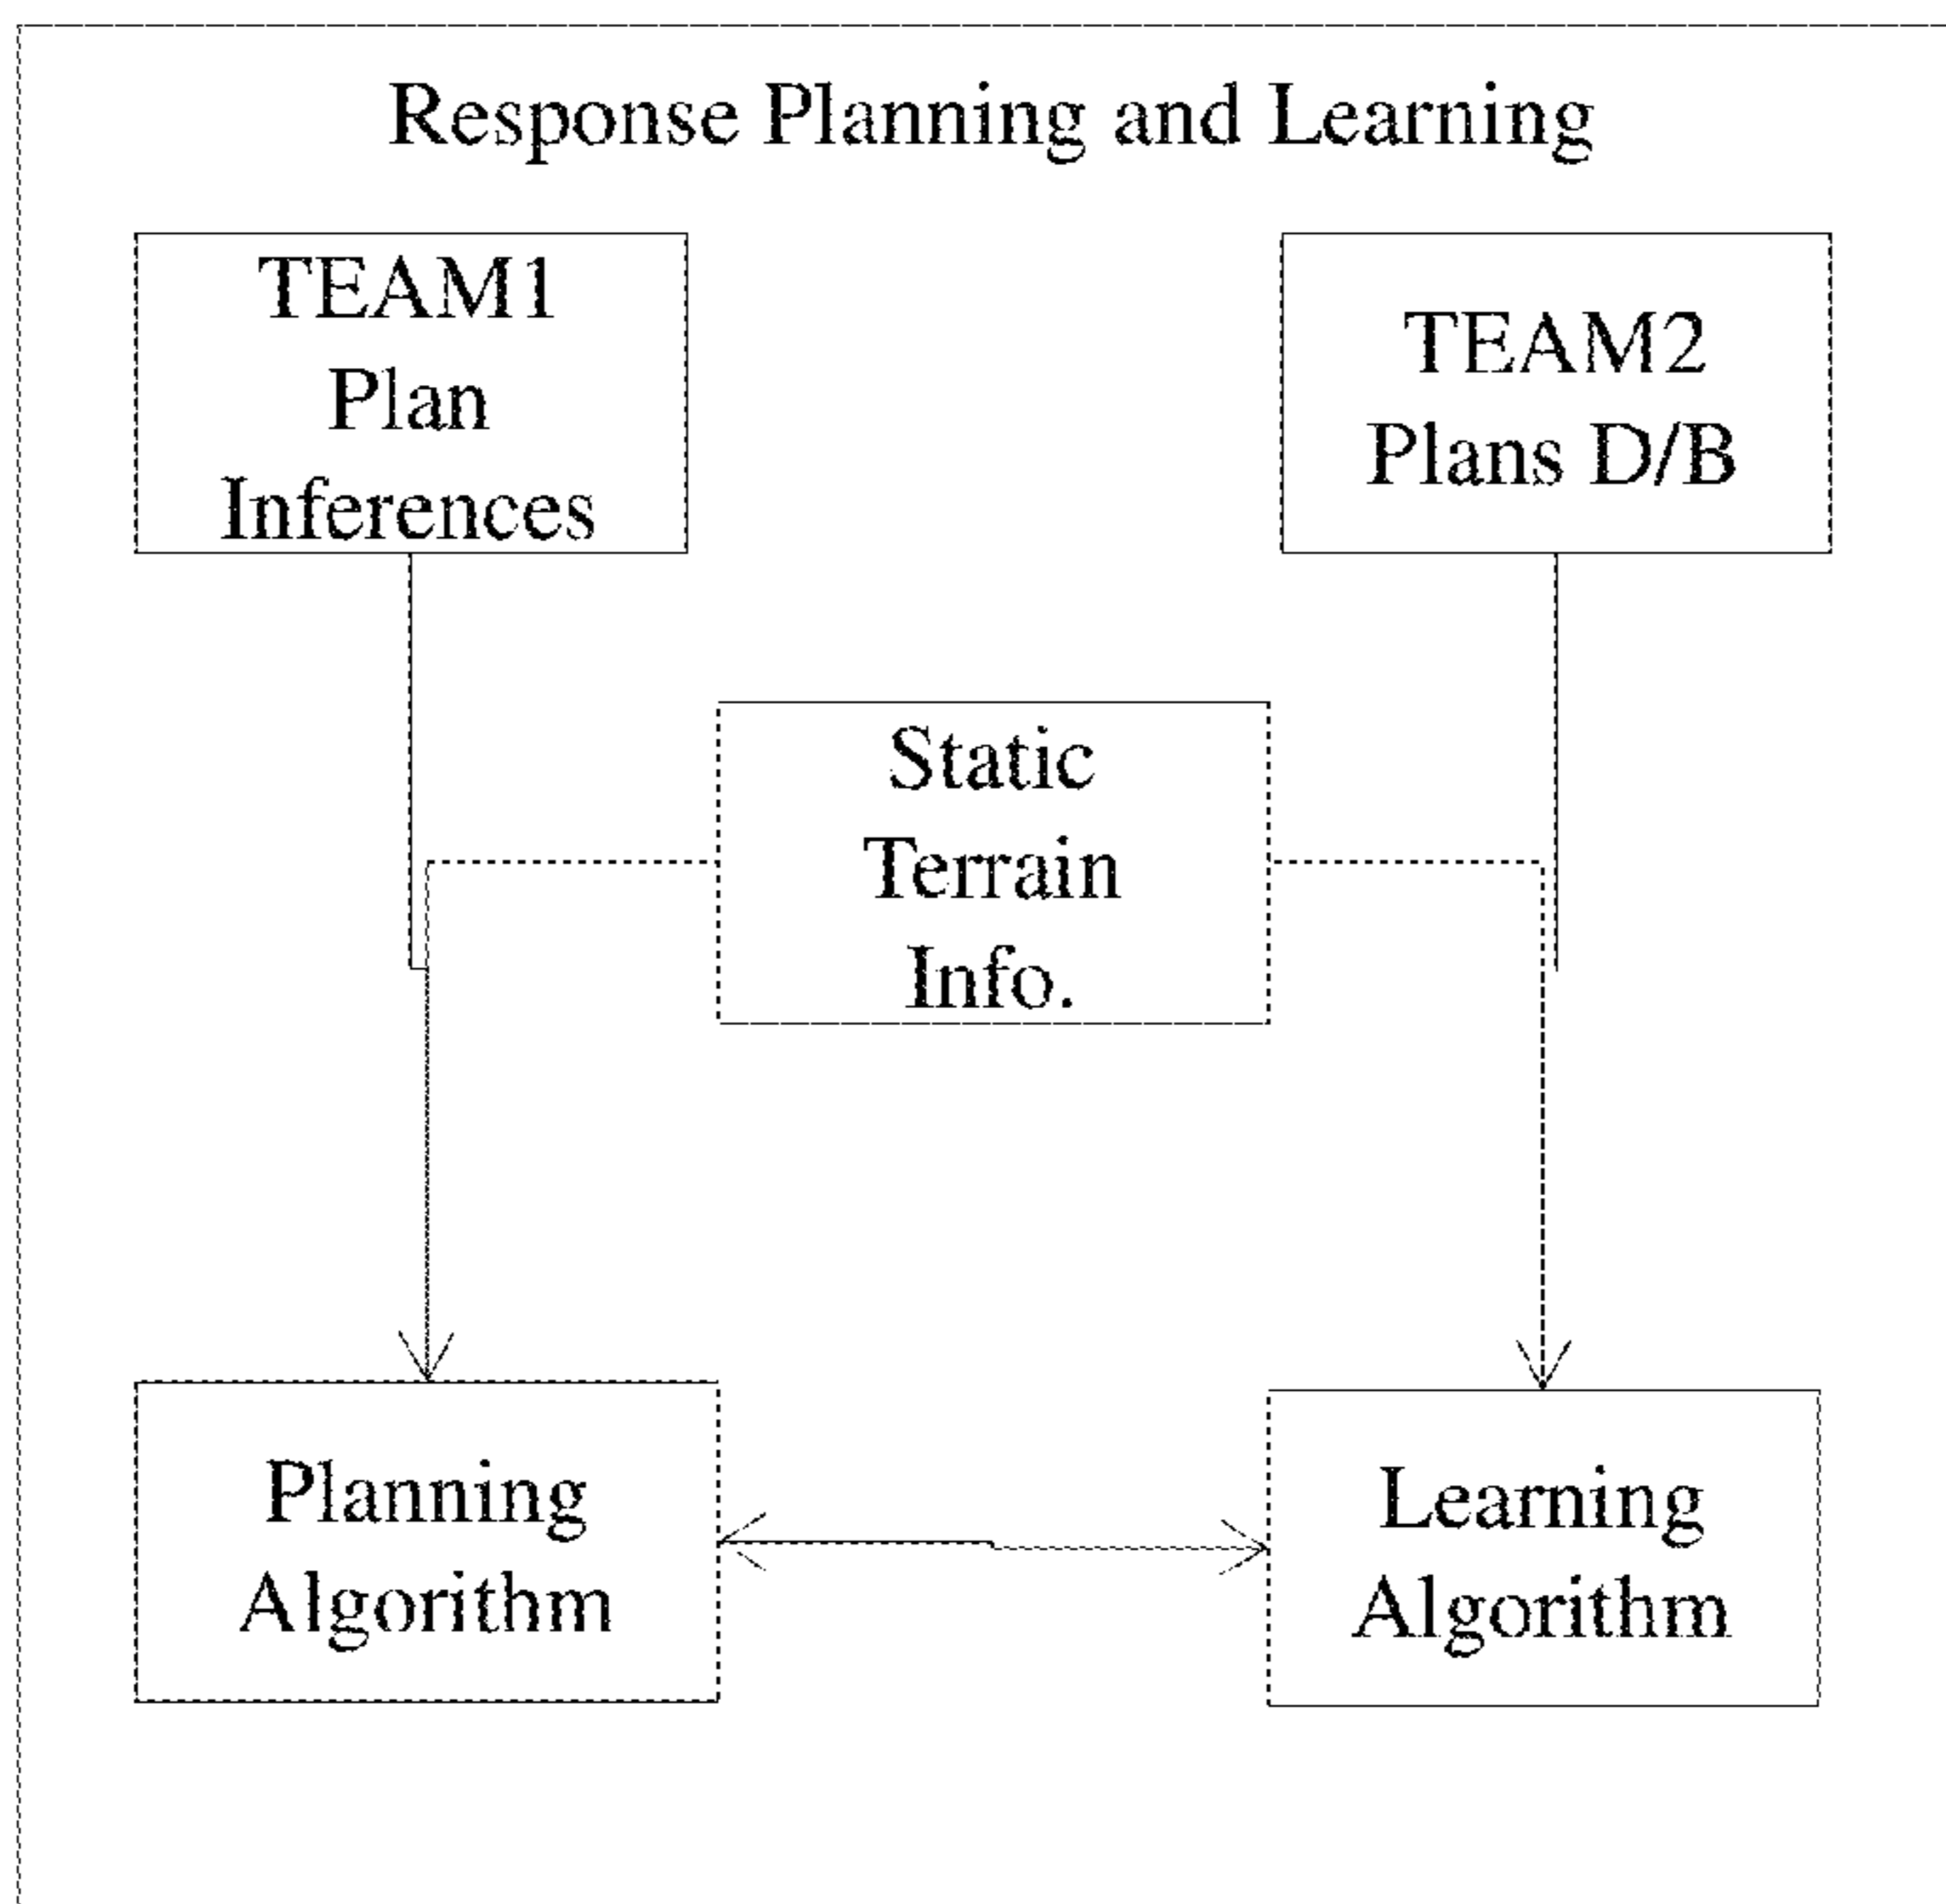 Response Planning and Learning
TEAM1
Plan
Inferences
TEAM2
Plans D/B
Static
Terrain
Info.
Planning
Algorithm
Learning
Algorithm